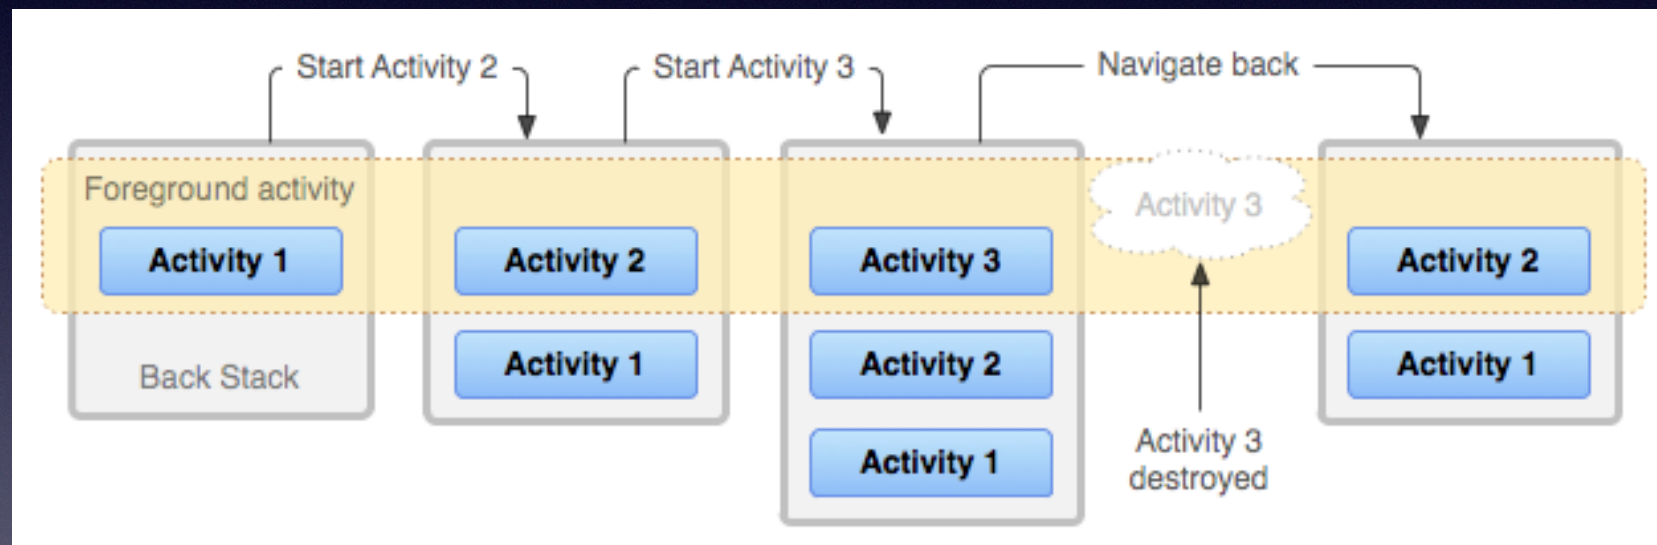 Start Activity 2
Start Activity 3
Navigate back
Foreground activity
Activity 3
Activity 1
Activity 2
Activity 3
Activity 2
Back Stack
Activity 1
Activity 2
Activity 1
Activity 1
Activity 3
destroyed